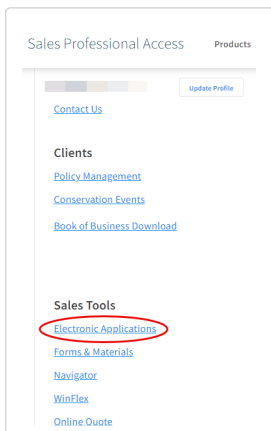 Sales Professional Access Products
Update Profile
Contact Us
Clients
Policy Management
Conservation Events
Book of Business Download
Sales Tools
Electronic Applications
Forms & Materials
Navigator
WinFlex
Online Quote